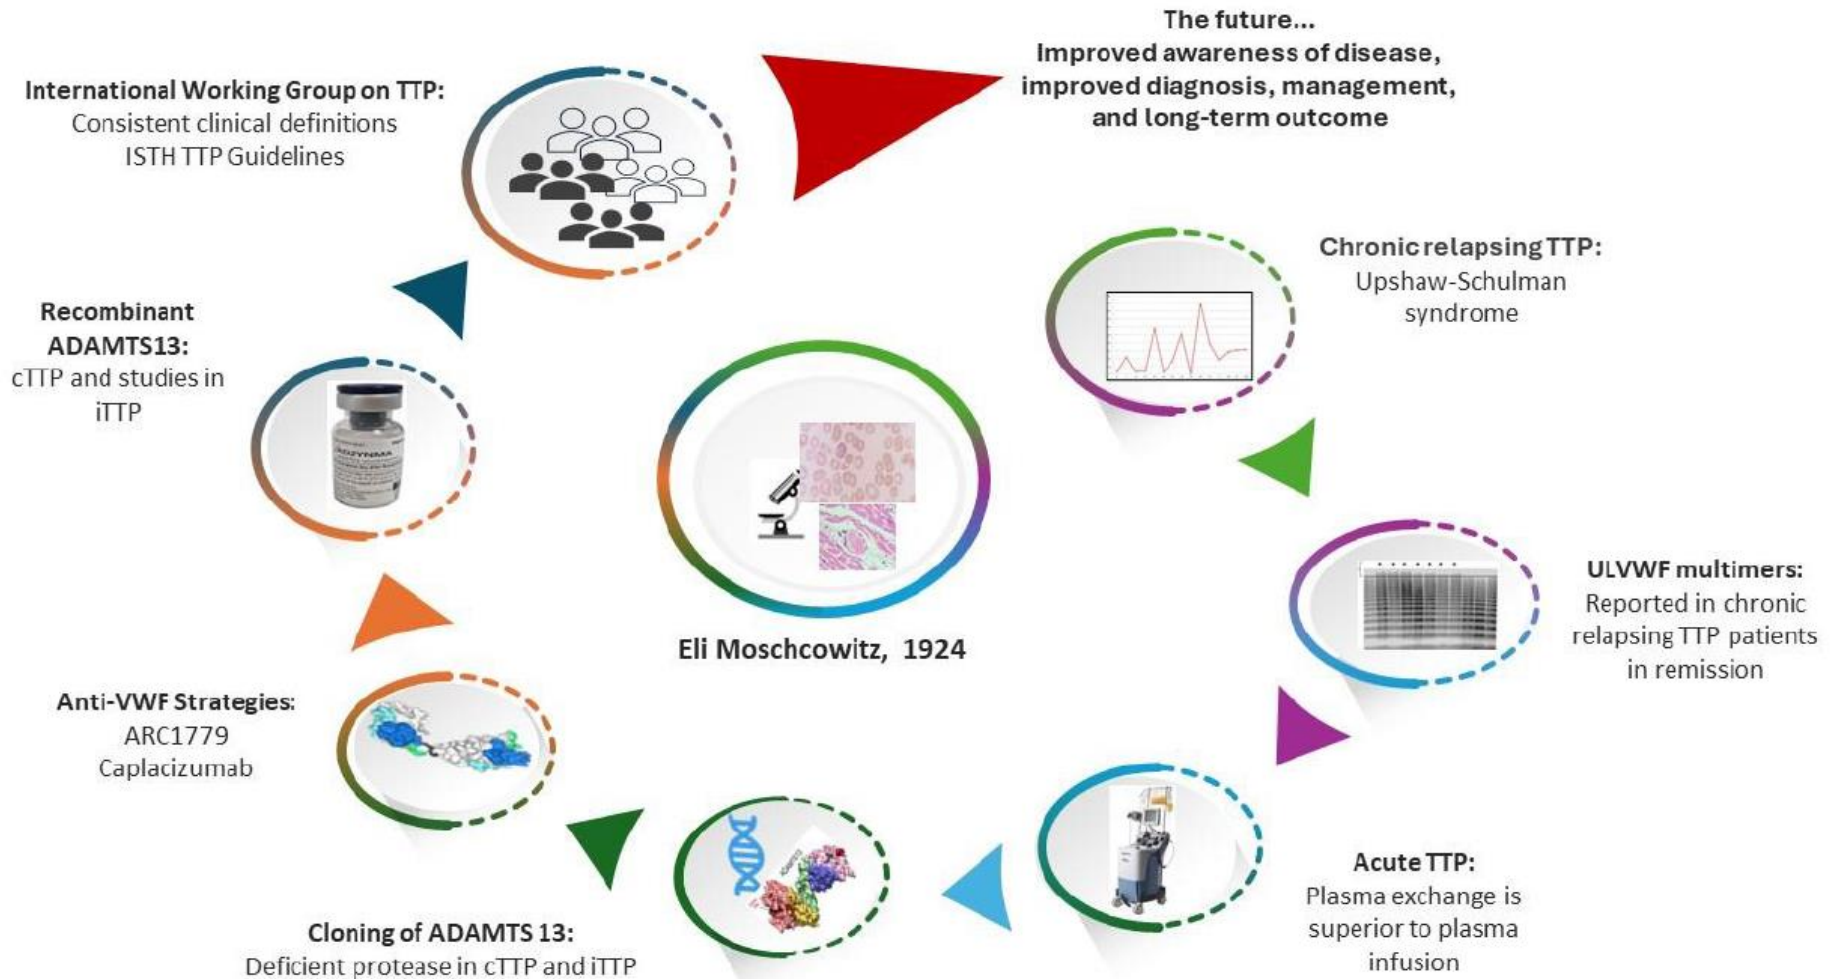 The future...
Improved awareness of disease,
improved diagnosis, management,
and long-term outcome
International Working Group on TTP:
Consistent clinical definitions
ISTH TTP Guidelines
Chronic relapsing TTP:
Upshaw-Schulman
syndrome
Recombinant
ADAMTS13:
cTTP and studies in
iTTP
ADZYNMA
ULVWF multimers:
Reported in chronic
relapsing TTP patients
in remission
Eli Moschcowitz, 1924
Anti-VWF Strategies:
ARC1779
Caplacizumab
Acute TTP:
Plasma exchange is
superior to plasma
infusion
Cloning of ADAMTS 13:
Deficient protease in cTTP and iTTP